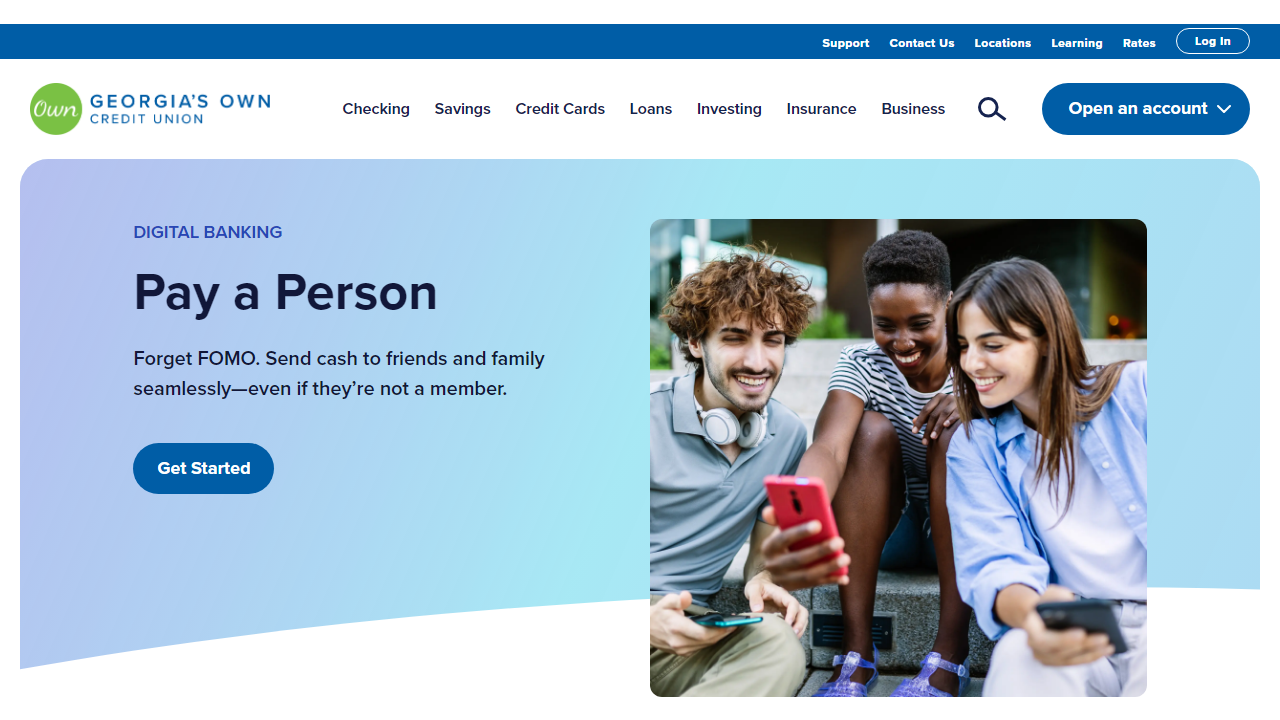 Support Contact Us Locations Learning Rates Log In
Own GEORGIA'S OWN
CREDIT UNION
Checking Savings Credit Cards Loans Investing Insurance Business Open an account
DIGITAL BANKING
Pay a Person
Forget FOMO. Send cash to friends and family
seamlessly—even if they're not a member.
Get Started